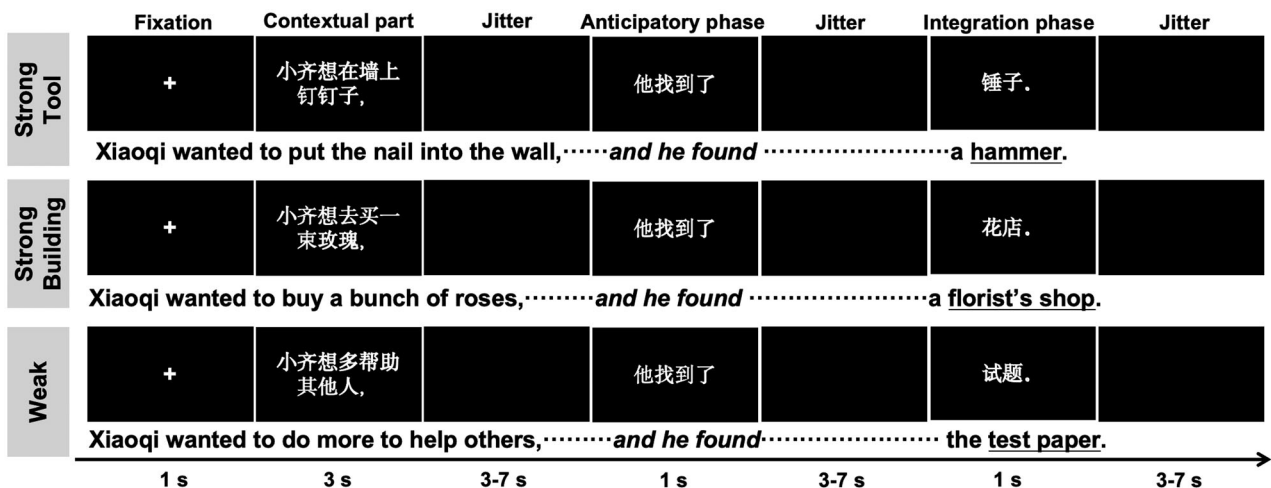 Fixation Contextual part Jitter Anticipatory phase Jitter Integration phase Jitter
Strong
Tool
+
小齐想在墙上
钉钉子,
他找到了
锤子.
Xiaoqi wanted to put the nail into the wall,······and he found ······················a hammer.
Strong
Building
+
小齐想去买一
束玫瑰,
他找到了
花店.
Xiaoqi wanted to buy a bunch of roses,········and he found ······················a florist's shop.
Weak
+
小齐想多帮助
其他人,
他找到了
试题.
Xiaoqi wanted to do more to help others,········and he found······················ the test paper.
1 s 3 s 3-7 s 1 s 3-7 s 1 s 3-7 s